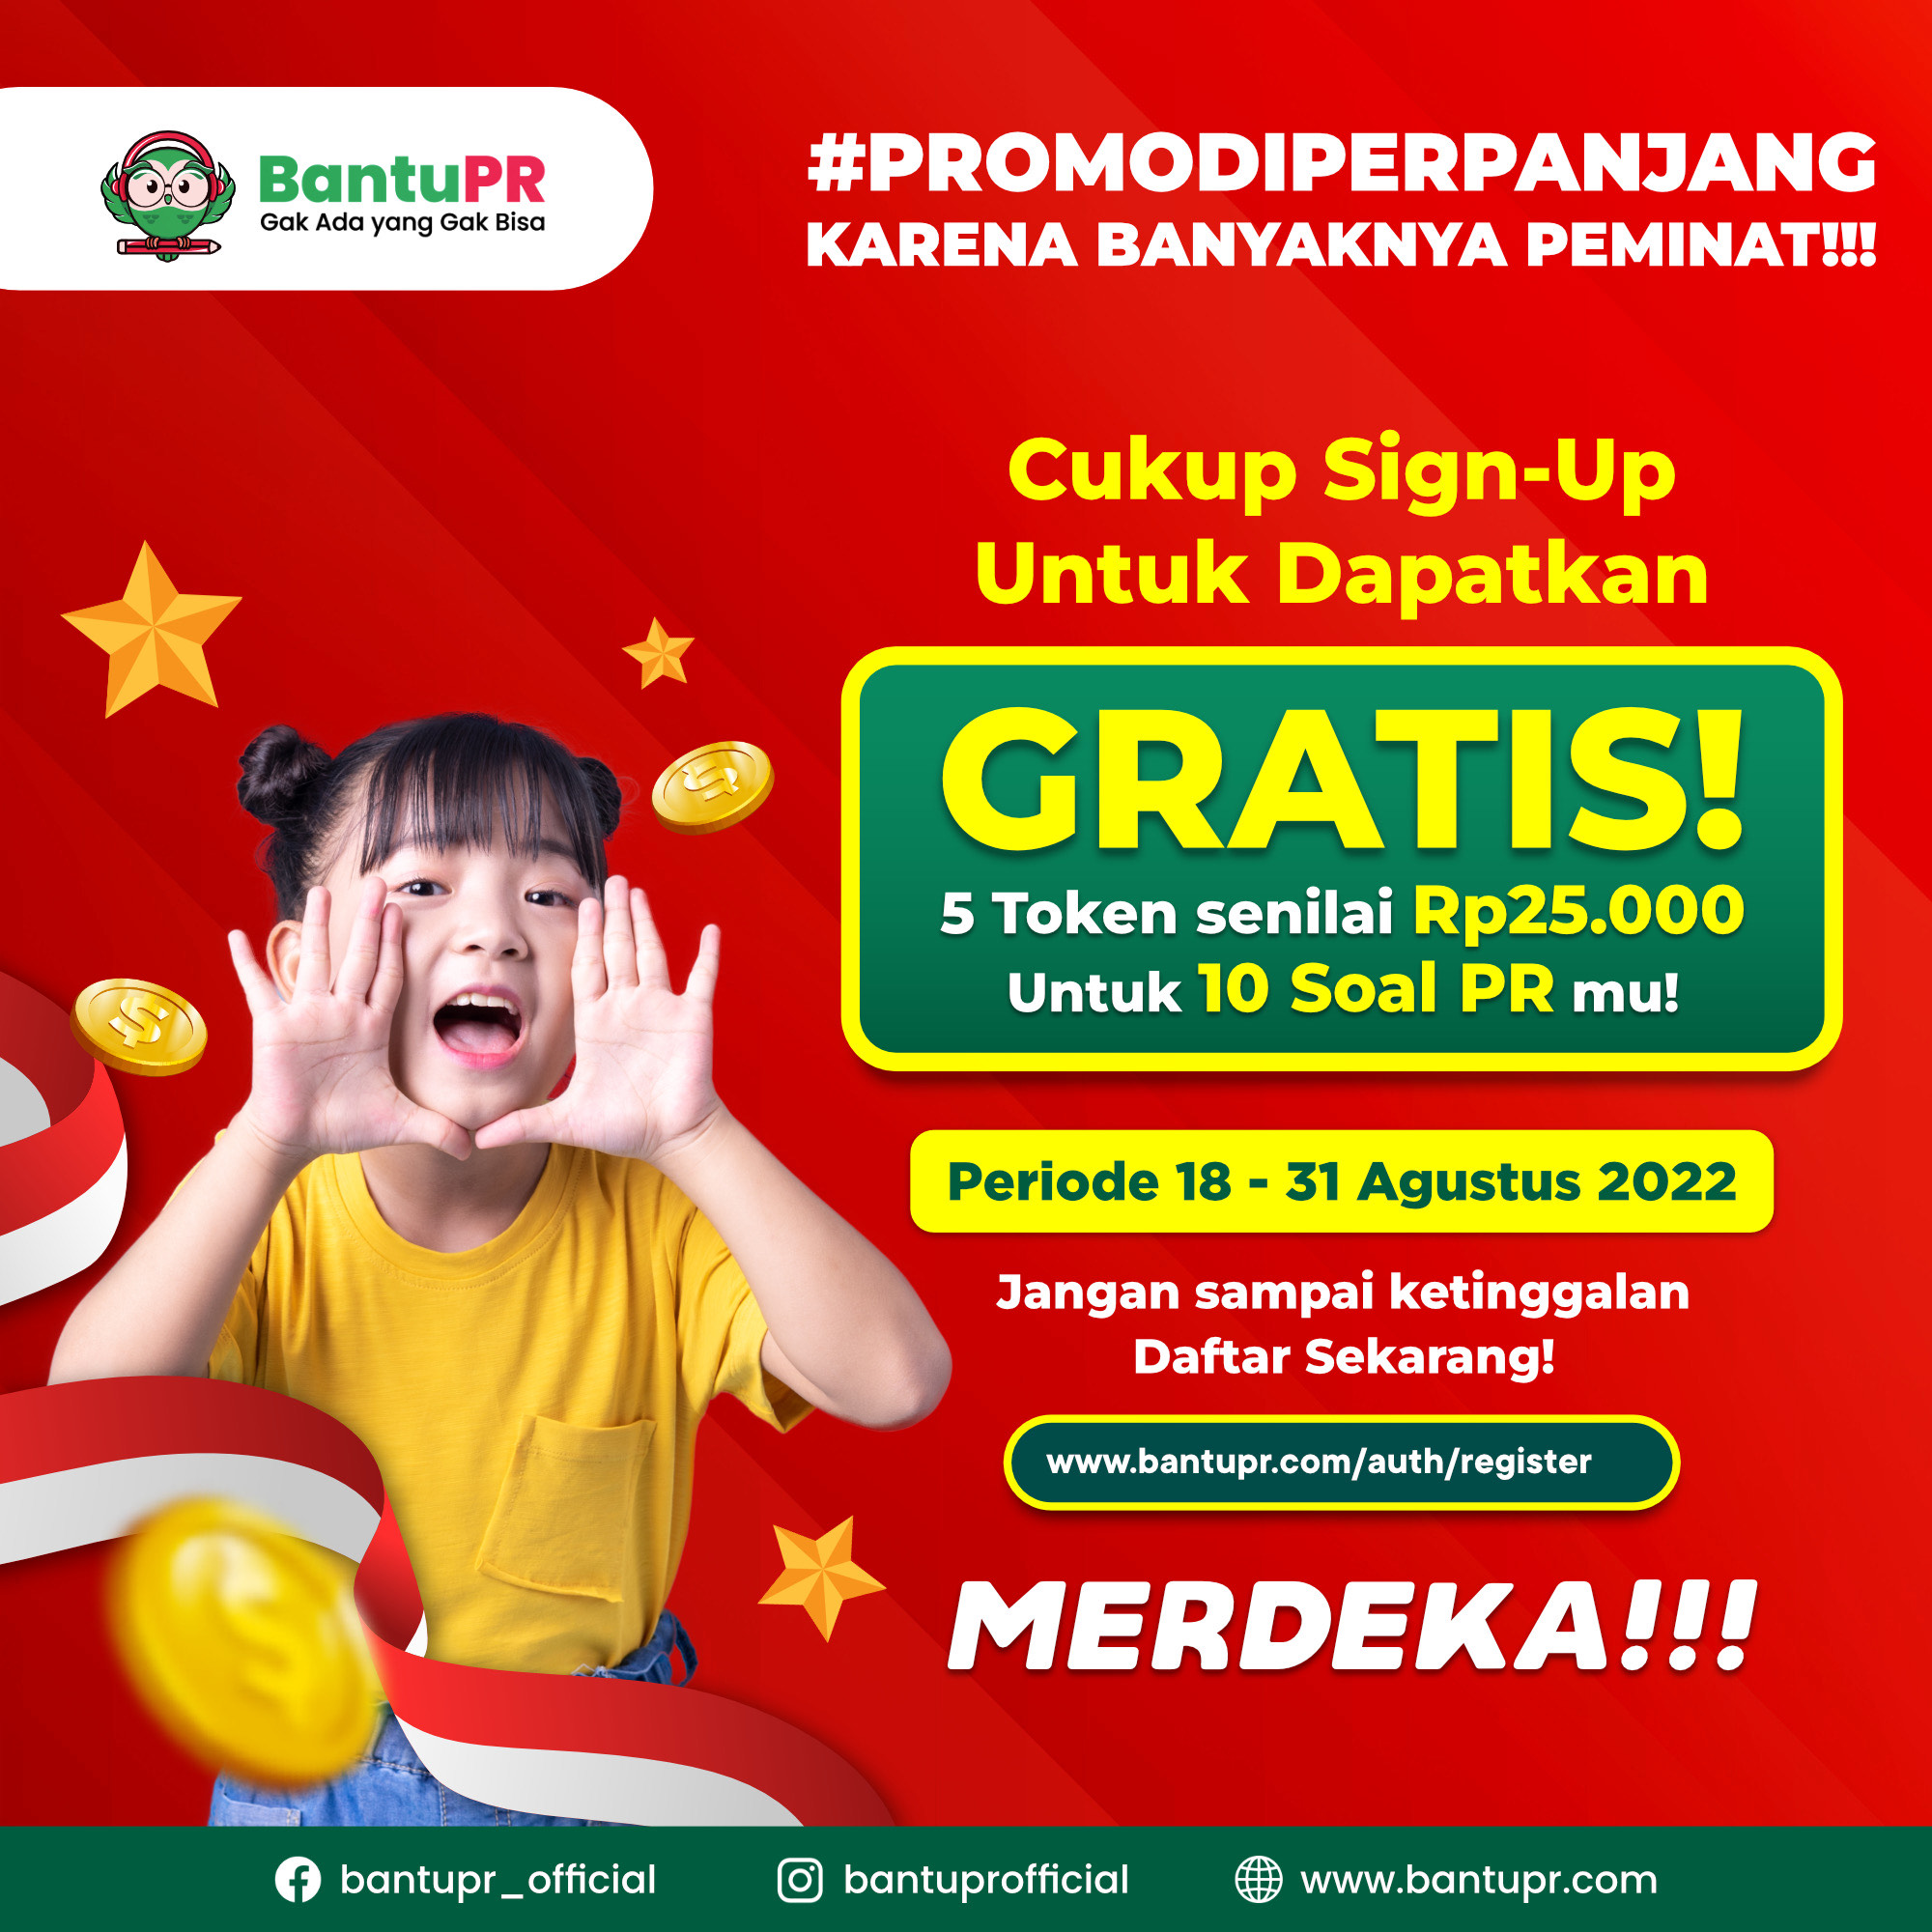 BantuPR
Gak Ada yang Gak Bisa
#PROMODIPERPANJANG
KARENA BANYAKNYA PEMINAT!!!
Cukup Sign-Up
Untuk Dapatkan
GRATIS!
5 Token senilai Rp25.000
Untuk 10 Soal PR mu!
Periode 18 - 31 Agustus 2022
Jangan sampai ketinggalan
Daftar Sekarang!
www.bantupr.com/auth/register
MERDEKA!!!
bantupr_official
bantuprofficial
www.bantupr.com